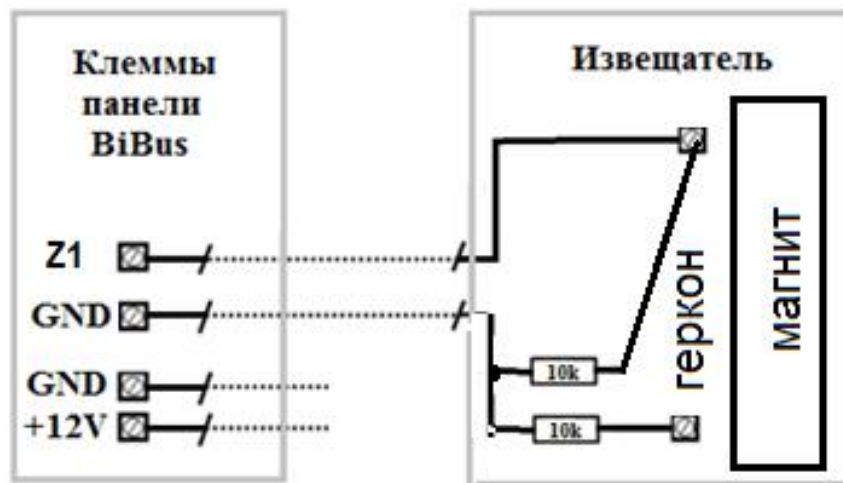 Клеммы
панели
BiBus
Z1
GND
GND
+12V
Извещатель
10k
10k
геркон
магнит